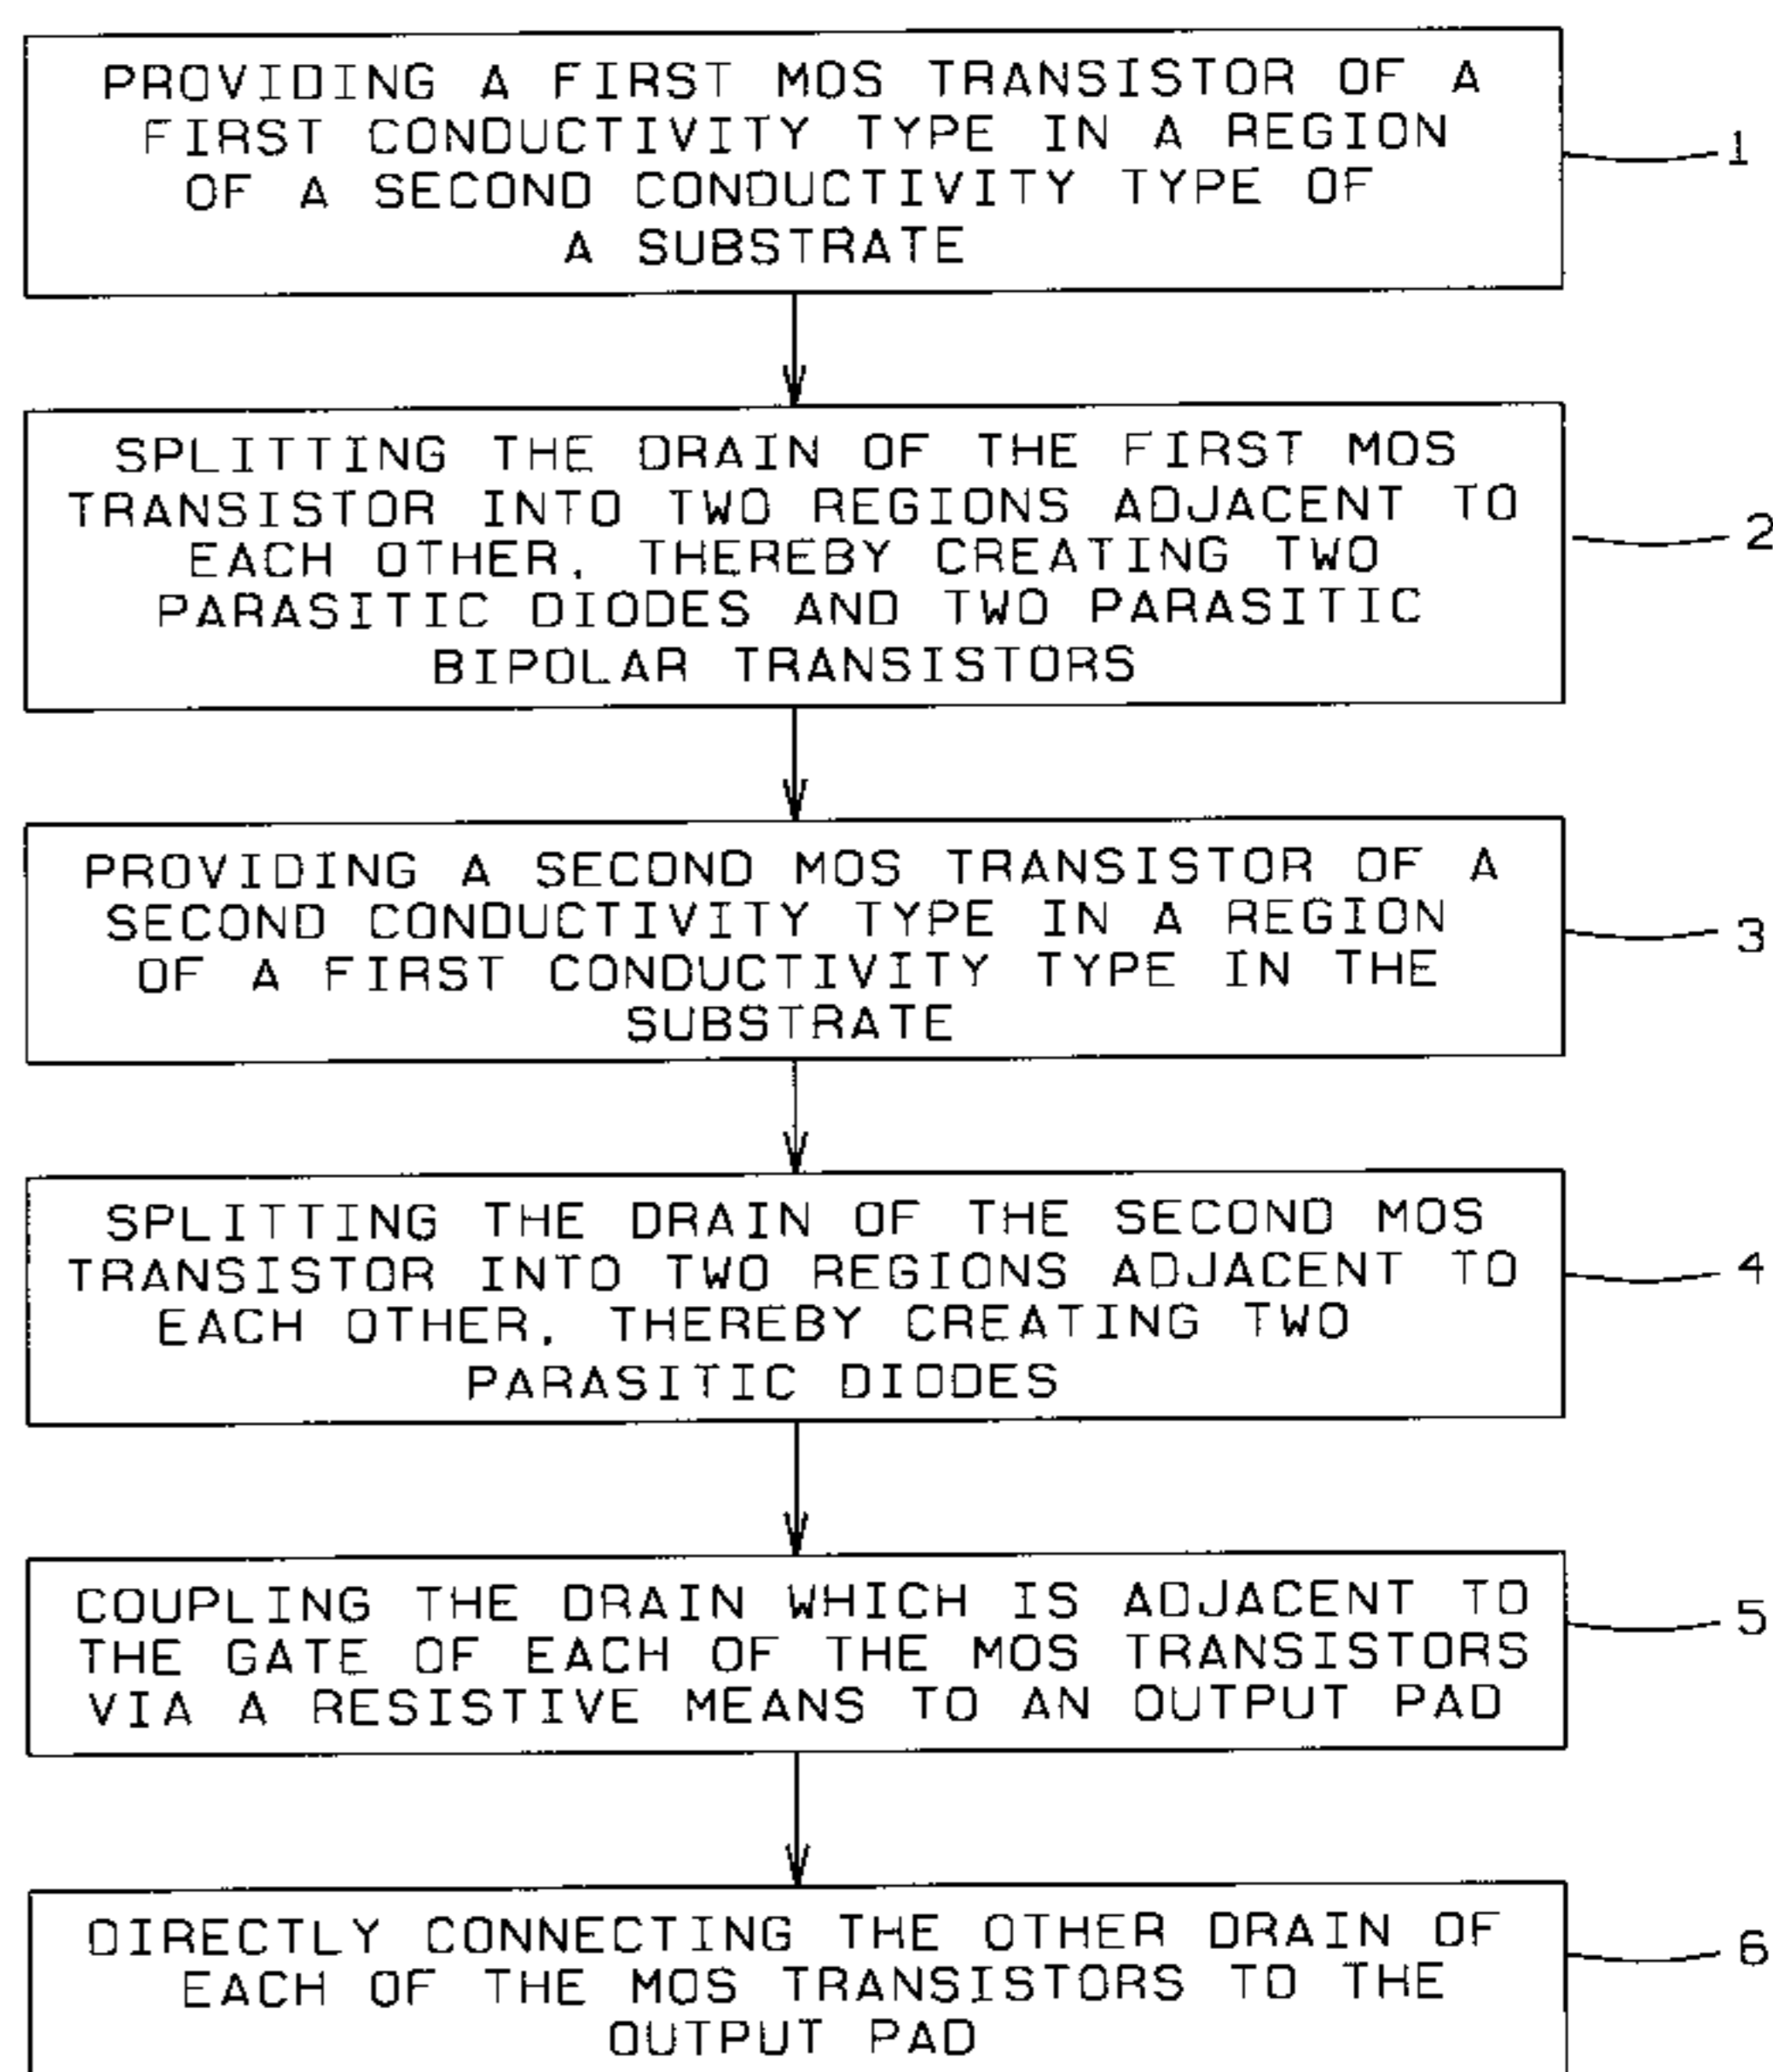 PROVIDING A FIRST MOS TRANSISTOR OF A
FIRST CONDUCTIVITY TYPE IN A REGION
OF A SECOND CONDUCTIVITY TYPE OF
A SUBSTRATE
1
SPLITTING THE DRAIN OF THE FIRST MOS
TRANSISTOR INTO TWO REGIONS ADJACENT TO
EACH OTHER, THEREBY CREATING TWO
PARASITIC DIODES AND TWO PARASITIC
BIPOLAR TRANSISTORS
2
PROVIDING A SECOND MOS TRANSISTOR OF A
SECOND CONDUCTIVITY TYPE IN A REGION
OF A FIRST CONDUCTIVITY TYPE IN THE
SUBSTRATE
3
SPLITTING THE DRAIN OF THE SECOND MOS
TRANSISTOR INTO TWO REGIONS ADJACENT TO
EACH OTHER, THEREBY CREATING TWO
PARASITIC DIODES
4
COUPLING THE DRAIN WHICH IS ADJACENT TO
THE GATE OF EACH OF THE MOS TRANSISTORS
VIA A RESISTIVE MEANS TO AN OUTPUT PAD
5
DIRECTLY CONNECTING THE OTHER DRAIN OF
EACH OF THE MOS TRANSISTORS TO THE
OUTPUT PAD
6